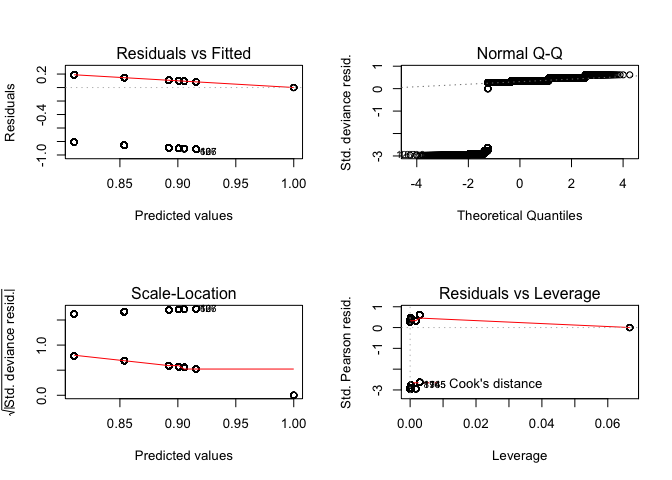 Residuals vs Fitted
Residuals
0.2
-0.4
-1.0
0.85 0.90 0.95 1.00
Predicted values
Normal Q-Q
Std. deviance resid.
1
0
-3
-4 -2 0 2 4
Theoretical Quantiles
Scale-Location
√|Std. deviance resid.|
1.0
0.0
0.85 0.90 0.95 1.00
Predicted values
Residuals vs Leverage
Std. Pearson resid.
1
0
-3
Cook's distance
0.00 0.02 0.04 0.06
Leverage